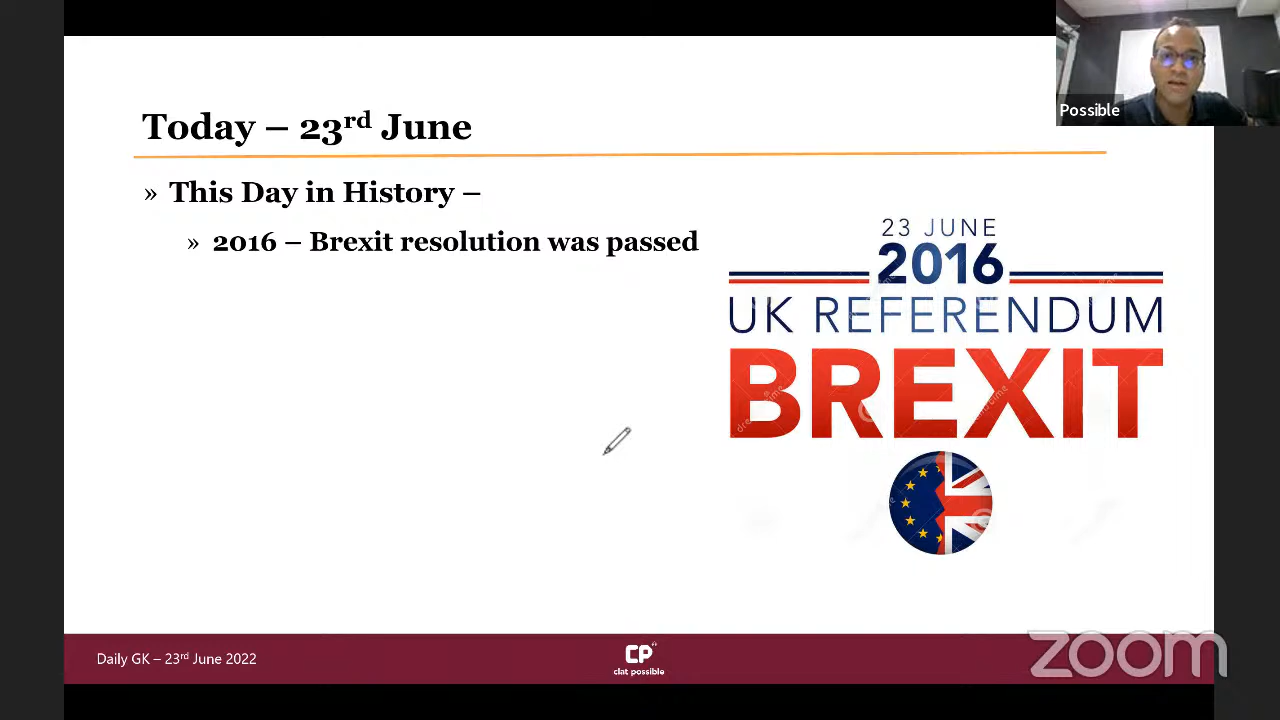 Possible
Today – 23rd June
» This Day in History –
» 2016 – Brexit resolution was passed
23 JUNE
2016
UK REFERENDUM
BREXIT
Daily GK – 23rd June 2022
CP
clat possible
zoom